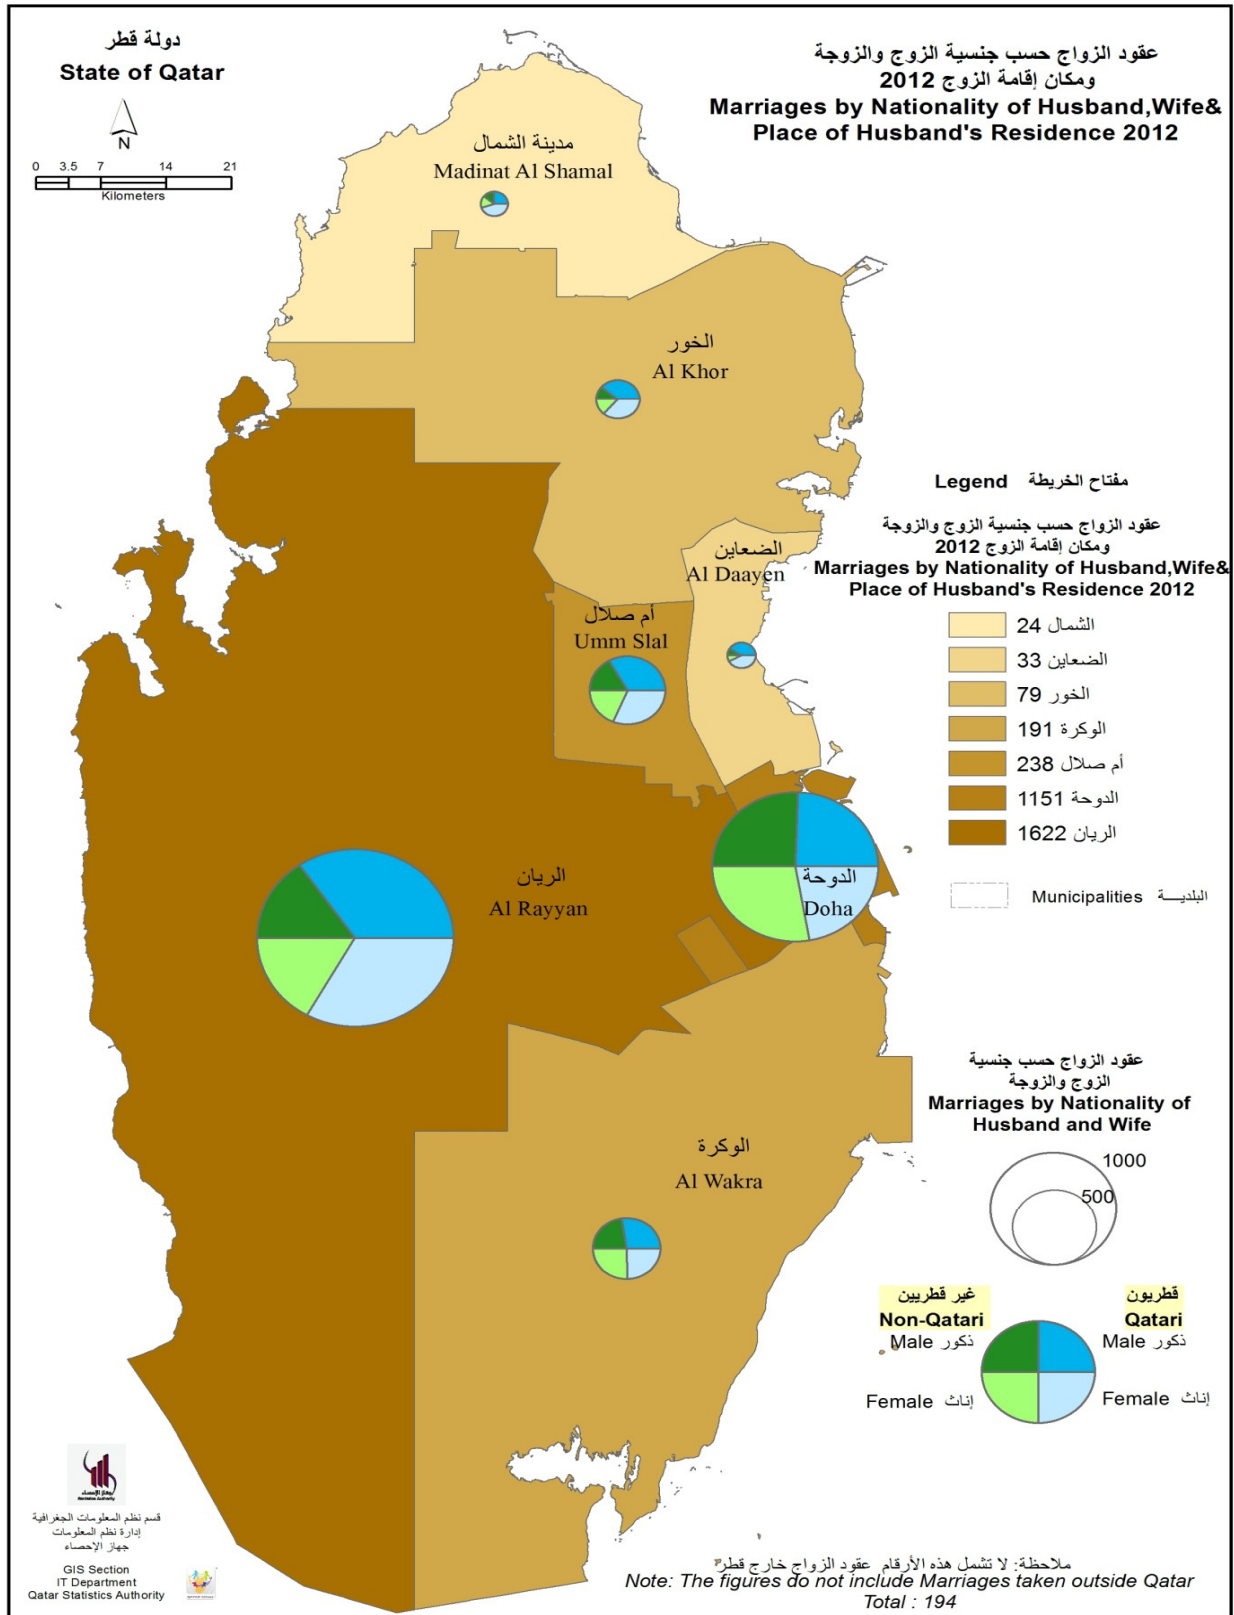 دولة قطر
State of Qatar
N
0 3.5 7 14 21
Kilometers
عقود الزواج حسب جنسية الزوج والزوجة
ومكان إقامة الزوج 2012
Marriages by Nationality of Husband,Wife&
Place of Husband's Residence 2012
مدينة الشمال
Madinat Al Shamal
الخور
Al Khor
الضعاين
Al Daayen
أم صلال
Umm Slal
الريان
Al Rayyan
الدوحة
Doha
الوكرة
Al Wakra
Legend مفتاح الخريطة
عقود الزواج حسب جنسية الزوج والزوجة
ومكان إقامة الزوج 2012
Marriages by Nationality of Husband,Wife&
Place of Husband's Residence 2012
24 الشمال
33 الضعاين
79 الخور
191 الوكرة
238 أم صلال
1151 الدوحة
1622 الريان
Municipalities البلديـــة
عقود الزواج حسب جنسية
الزوج والزوجة
Marriages by Nationality of
Husband and Wife
1000
500
غير قطريين
Non-Qatari
قطريون
Qatari
Male ذكور
Male ذكور
Female إناث
Female إناث
جهاز الإحصاء
Statistics Authority
قسم نظم المعلومات الجغرافية
إدارة نظم المعلومات
جهاز الإحصاء
GIS Section
IT Department
Qatar Statistics Authority
ملاحظة: لا تشمل هذه الأرقام عقود الزواج خارج قطر
Note: The figures do not include Marriages taken outside Qatar
Total : 194